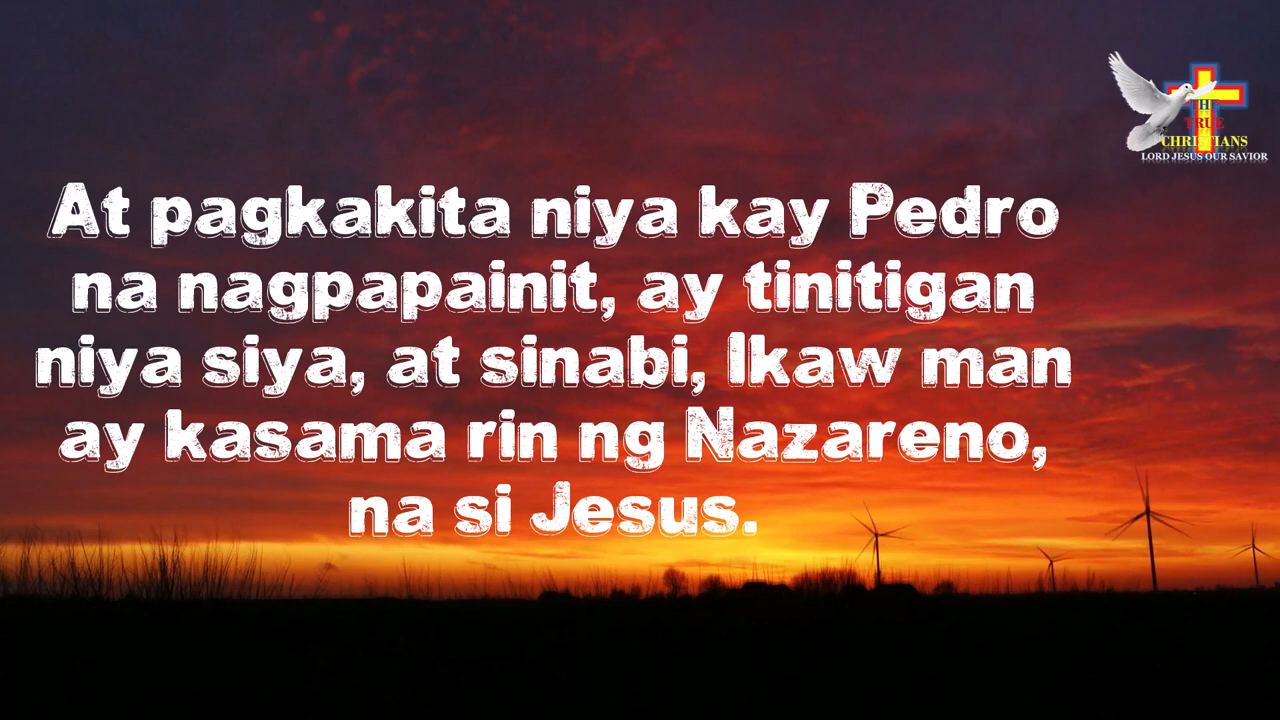 THE
TRUE
CHRISTIANS
LORD JESUS OUR SAVIOR
At pagkakita niya kay Pedro
na nagpapainit, ay tinitigan
niya siya, at sinabi, Ikaw man
ay kasama rin ng Nazareno,
na si Jesus.